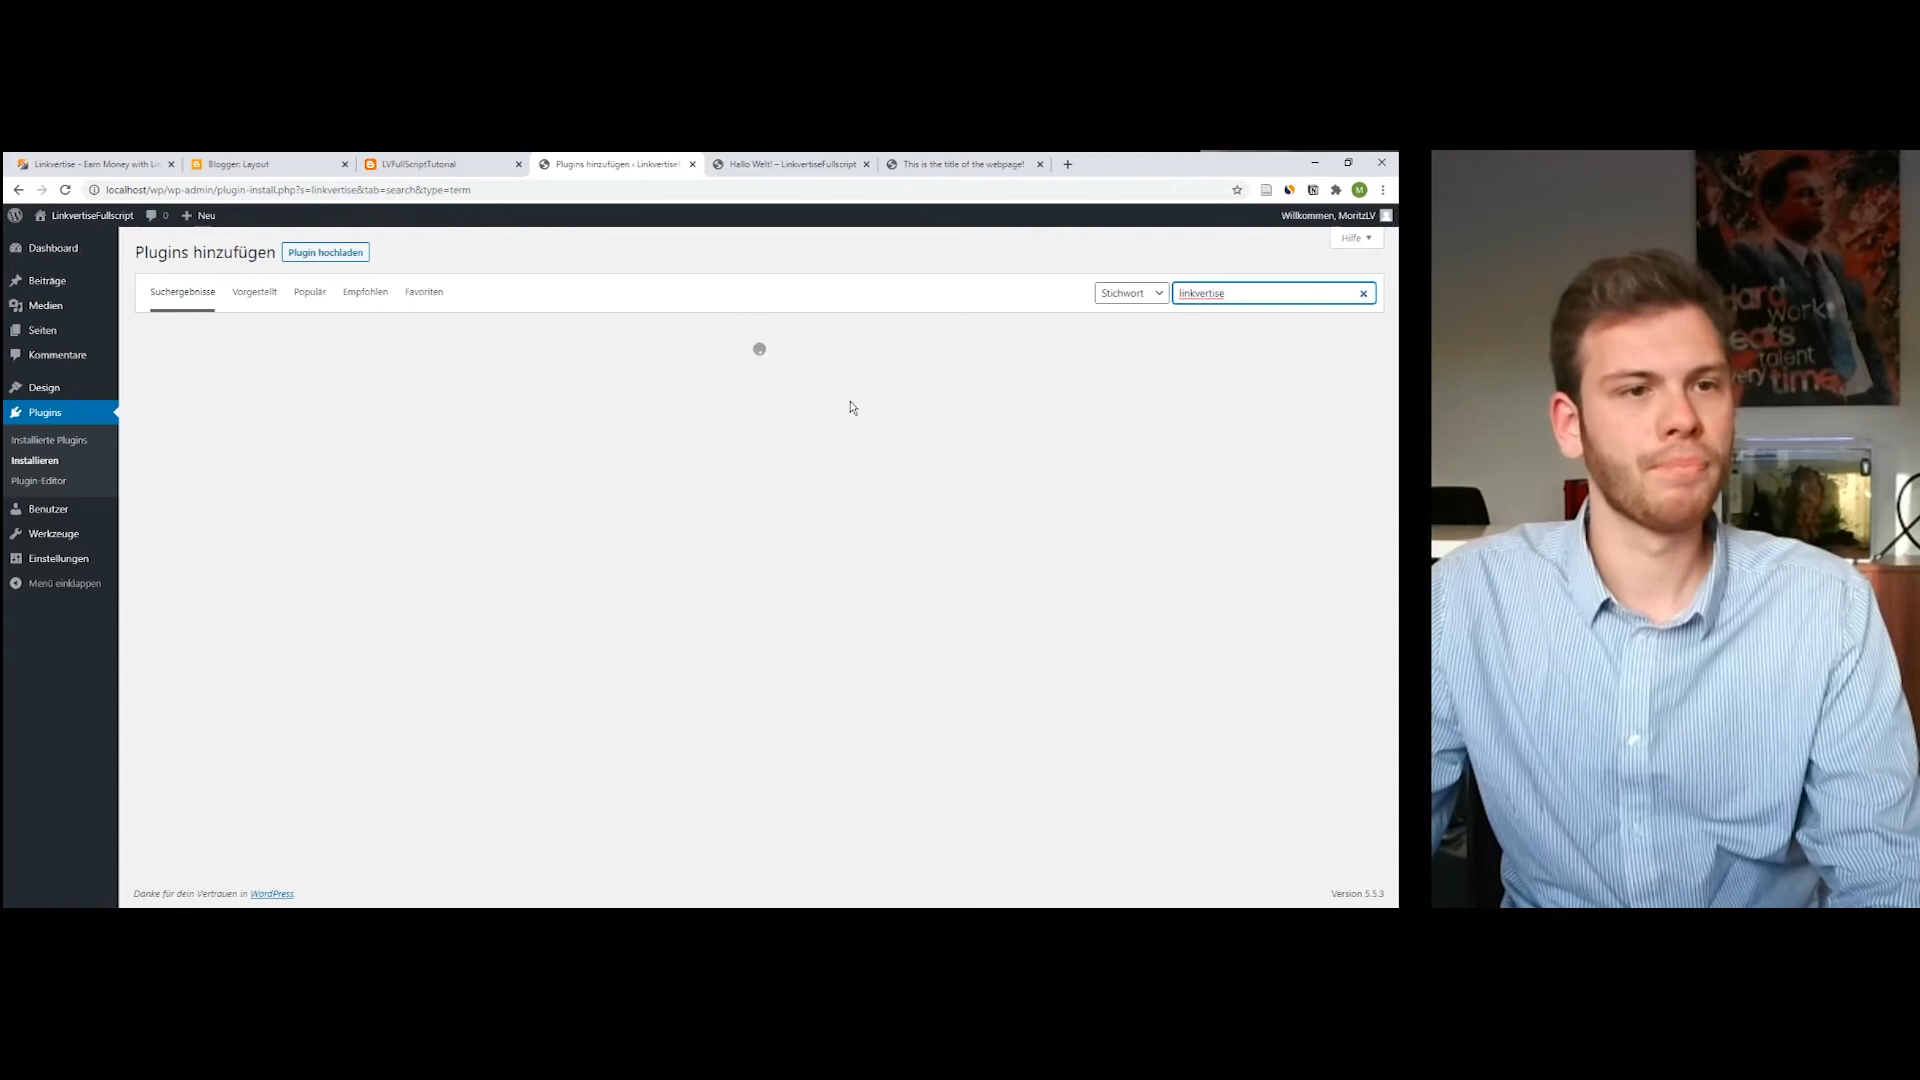 Linkvertise - Earn Money with Lin
Blogger: Layout
LVFullScriptTutorial
Plugins hinzufügen ‹ Linkvertise
Hallo Welt! – LinkvertiseFullscript
This is the title of the webpage!
localhost/wp/wp-admin/plugin-install.php?s=linkvertise&tab=search&type=term
M
LinkvertiseFullscript
0
Neu
Willkommen, MoritzLV
Dashboard
Beiträge
Medien
Seiten
Kommentare
Design
Plugins
Installierte Plugins
Installieren
Plugin-Editor
Benutzer
Werkzeuge
Einstellungen
Menü einklappen
Hilfe
Plugins hinzufügen
Plugin hochladen
Suchergebnisse
Vorgestellt
Populär
Empfohlen
Favoriten
Stichwort
linkvertise
Danke für dein Vertrauen in WordPress.
Version 5.5.3
work
talent
time.